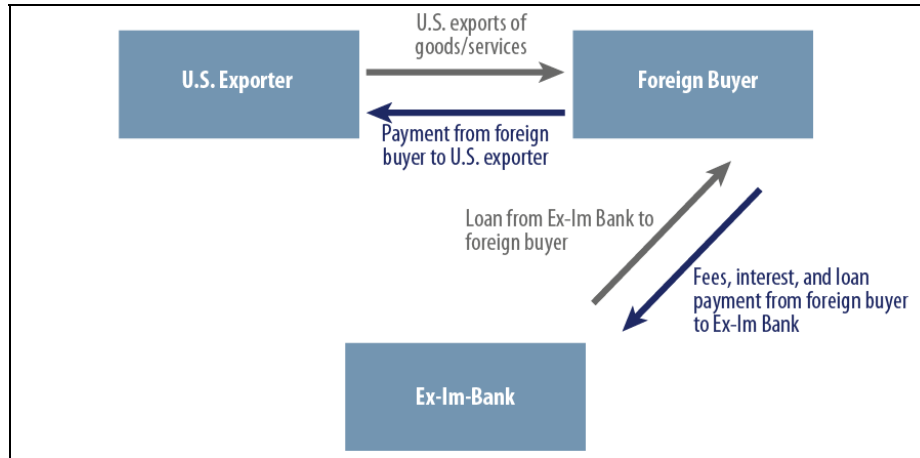 U.S. exports of
goods/services
U.S. Exporter
Foreign Buyer
Payment from foreign
buyer to U.S. exporter
Loan from Ex-Im Bank to
foreign buyer
Fees, interest, and loan
payment from foreign buyer
to Ex-Im Bank
Ex-Im-Bank